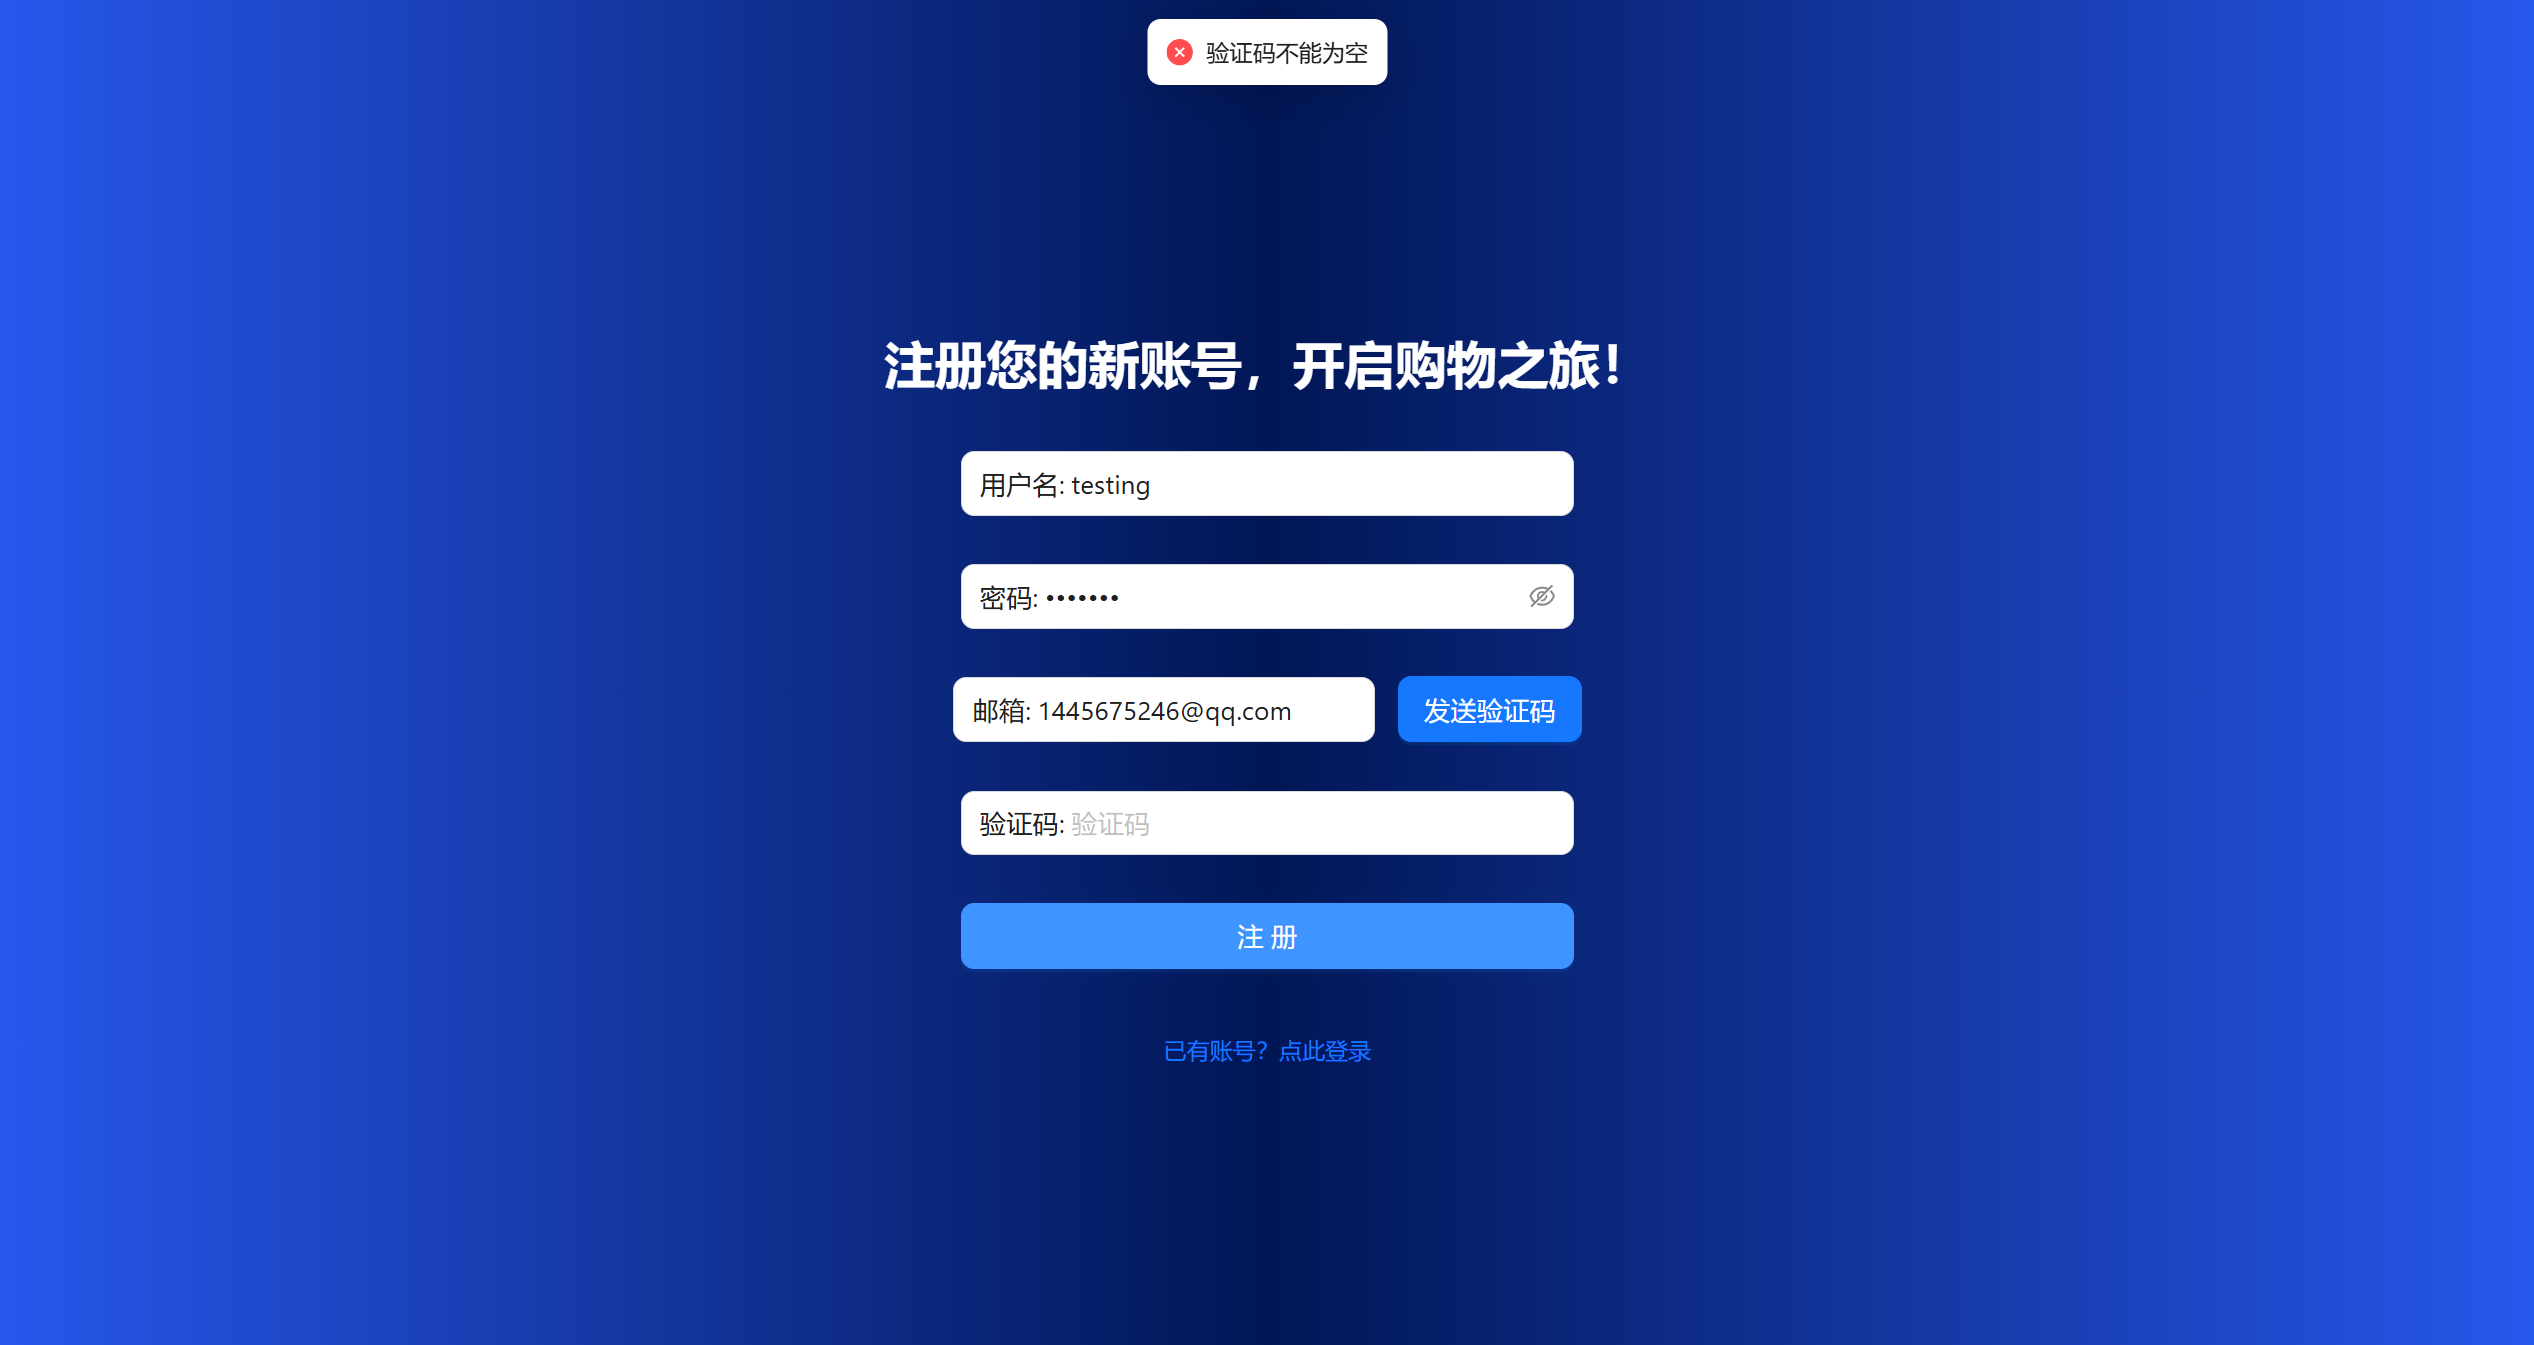 验证码不能为空
注册您的新账号，开启购物之旅！
用户名: testing
密码: •••••••
邮箱: 1445675246@qq.com
发送验证码
验证码: 验证码
注 册
已有账号？点此登录